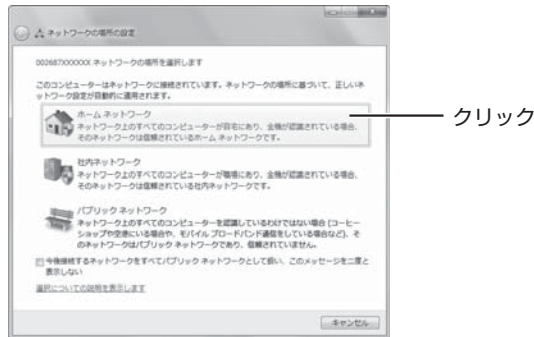 ネットワークの場所の設定
002687XXXXXX ネットワークの場所を選択します
このコンピューターはネットワークに接続されています。ネットワークの場所に基づいて、正しいネ
ットワーク設定が自動的に適用されます。
ホーム ネットワーク
ネットワーク上のすべてのコンピューターが自宅にあり、全機が認識されている場合、
そのネットワークは信頼されているホーム ネットワークです。
クリック
社内ネットワーク
ネットワーク上のすべてのコンピューターが職場にあり、全機が認識されている場合、
そのネットワークは信頼されている社内ネットワークです。
パブリック ネットワーク
ネットワーク上のすべてのコンピューターを認識しているわけではない場合 (コーヒー
ショップや空港にいる場合や、モバイル ブロードバンド通信をしている場合など)、そ
のネットワークはパブリック ネットワークであり、信頼されていません。
今後接続するネットワークをすべてパブリック ネットワークとして扱い、このメッセージを二度と
表示しない
選択についての説明を表示します
キャンセル